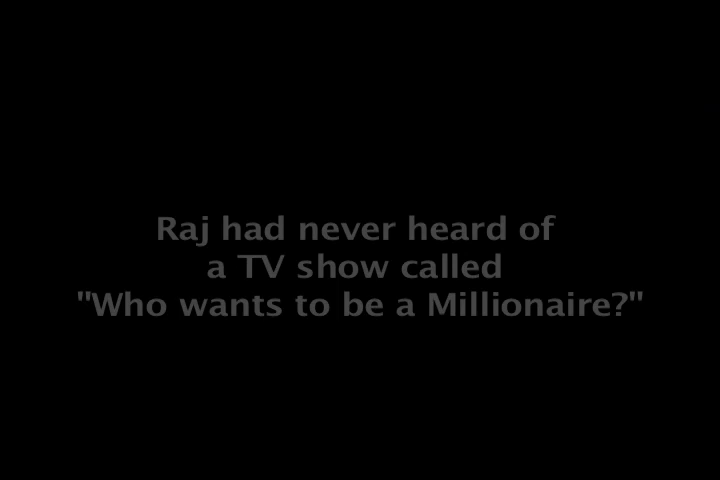 Raj had never heard of
a TV show called
"Who wants to be a Millionaire?"